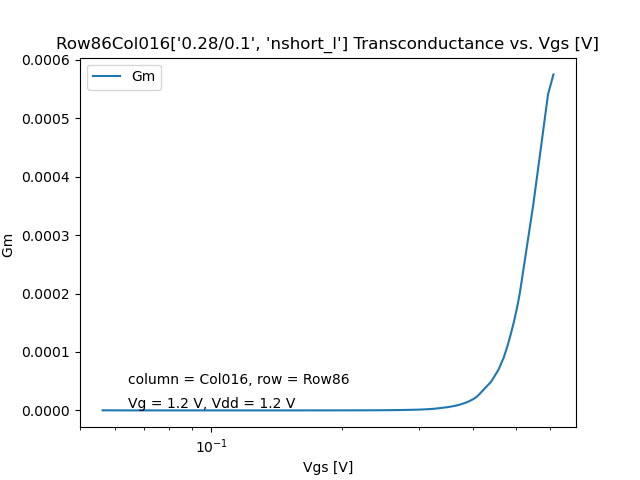 Row86Col016['0.28/0.1', 'nshort_l'] Transconductance vs. Vgs [V]
Gm
0.0006
0.0005
0.0004
0.0003
0.0002
0.0001
0.0000
Gm
column = Col016, row = Row86
Vg = 1.2 V, Vdd = 1.2 V
10⁻¹
Vgs [V]